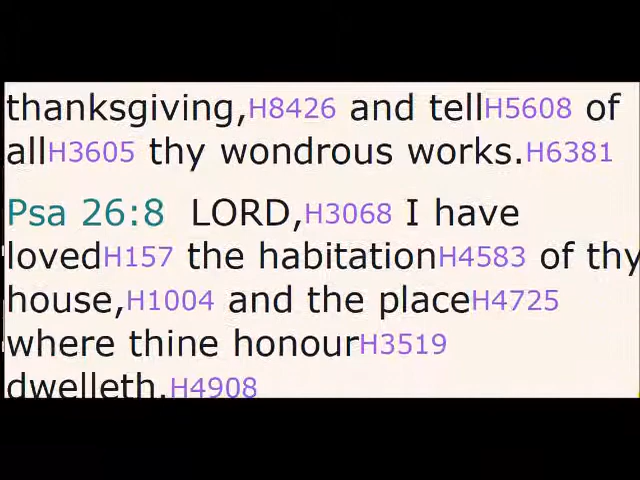 thanksgiving,H8426 and tellH5608 of
allH3605 thy wondrous works.H6381
Psa 26:8 LORD,H3068 I have
lovedH157 the habitationH4583 of thy
house,H1004 and the placeH4725
where thine honourH3519
dwelleth.H4908